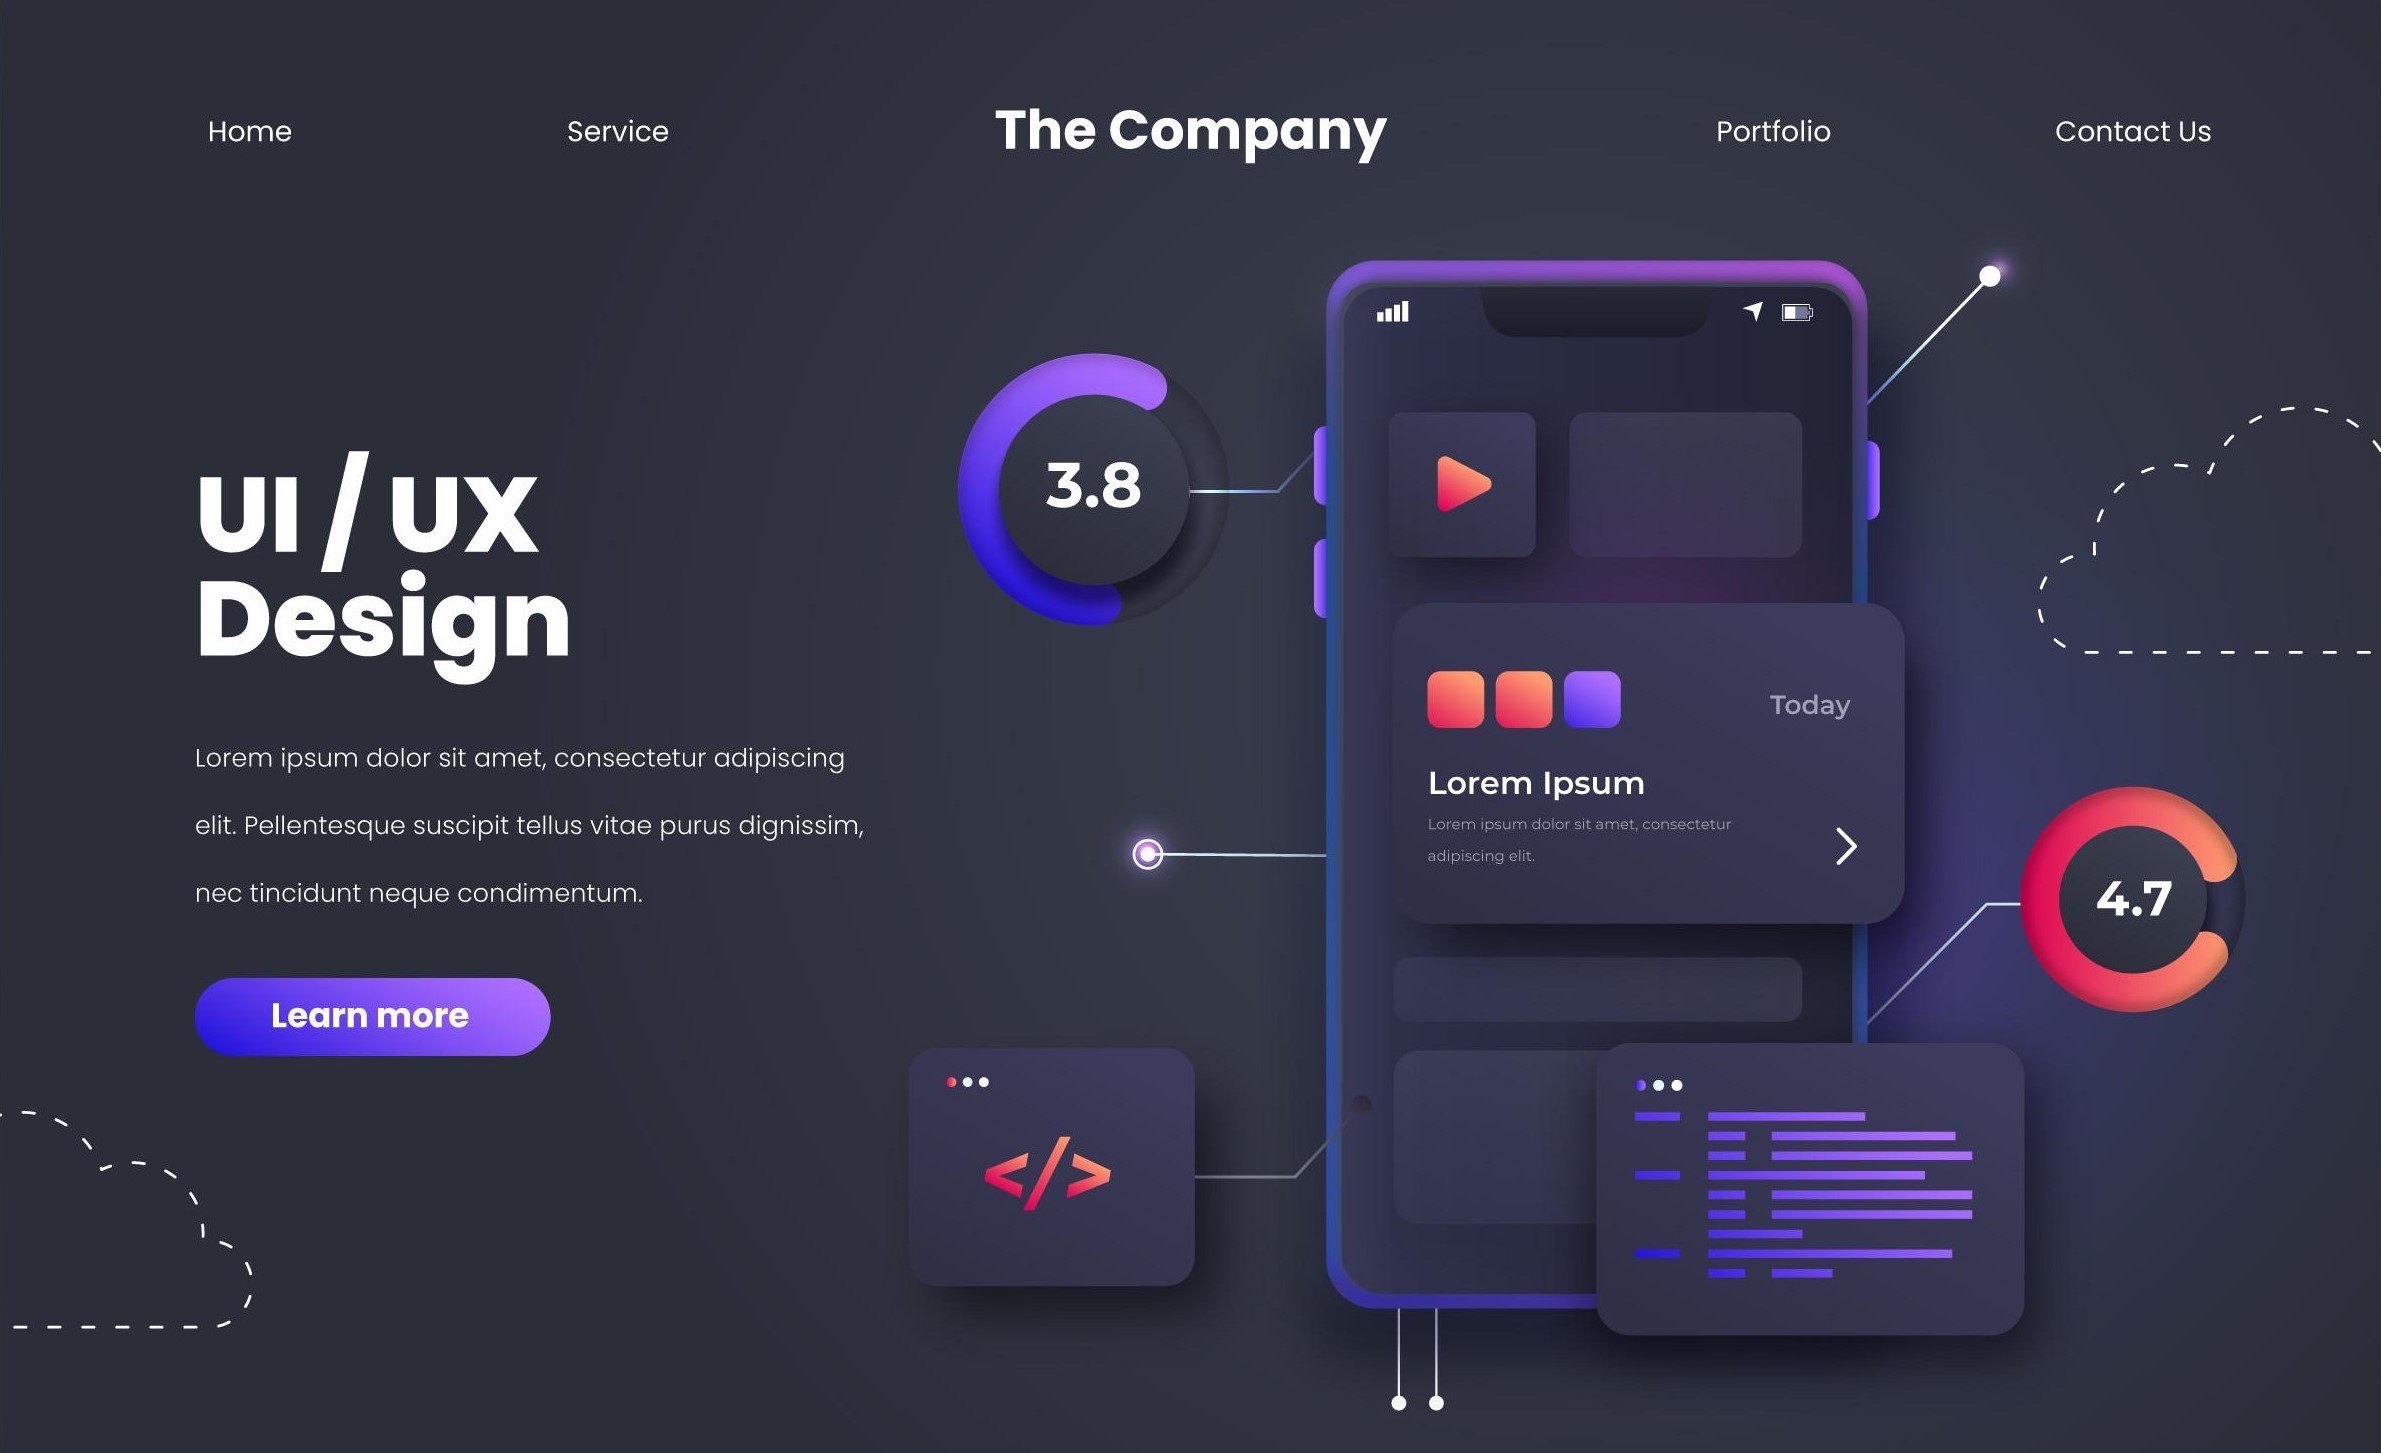 Home Service The Company Portfolio Contact Us
UI / UX
Design
Lorem ipsum dolor sit amet, consectetur adipiscing
elit. Pellentesque suscipit tellus vitae purus dignissim,
nec tincidunt neque condimentum.
Learn more
3.8
Today
Lorem Ipsum
Lorem ipsum dolor sit amet, consectetur
adipiscing elit.
4.7
</>